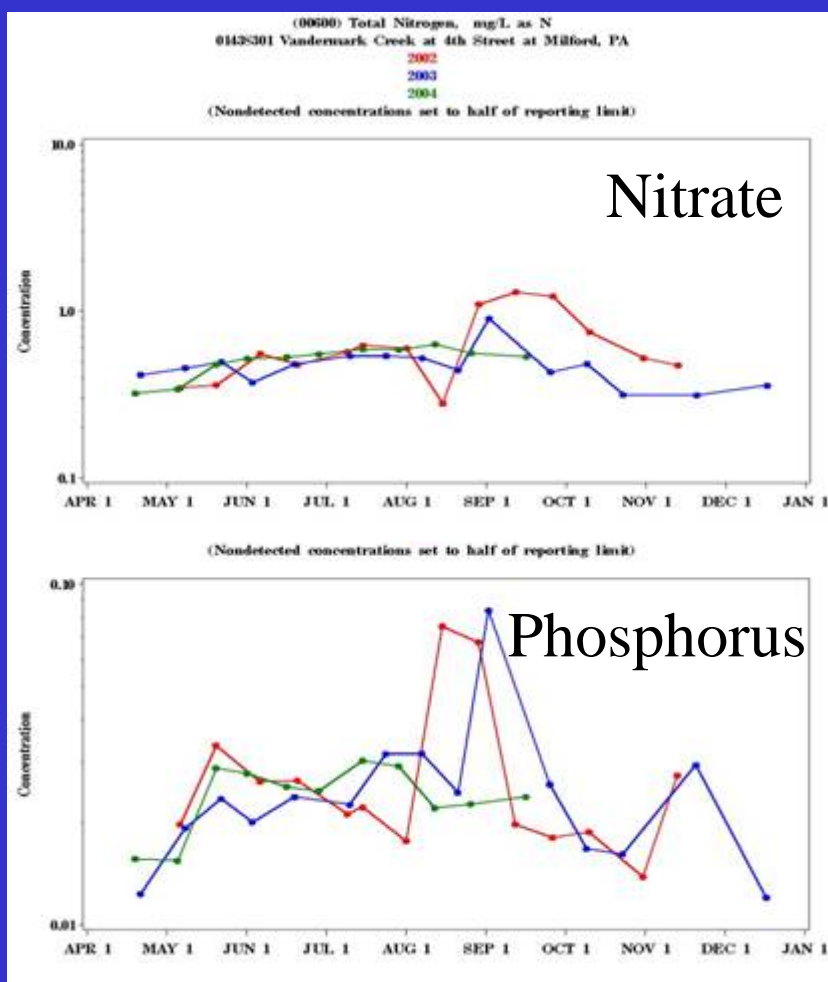 (00600) Total Nitrogen, mg/L as N
01438301 Vandermark Creek at 4th Street at Milford, PA
2002
2003
2004
(Nondetected concentrations set to half of reporting limit)
10.0
Nitrate
Concentration
1.0
0.1
APR 1 MAY 1 JUN 1 JUL 1 AUG 1 SEP 1 OCT 1 NOV 1 DEC 1 JAN 1
(Nondetected concentrations set to half of reporting limit)
Phosphorus
Concentration
0.01
APR 1 MAY 1 JUN 1 JUL 1 AUG 1 SEP 1 OCT 1 NOV 1 DEC 1 JAN 1